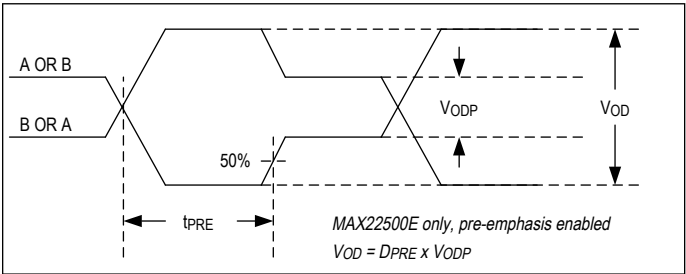 A OR B
B OR A
VODP
VOD
50%
tPRE
MAX22500E only, pre-emphasis enabled
VOD = DPRE x VODP